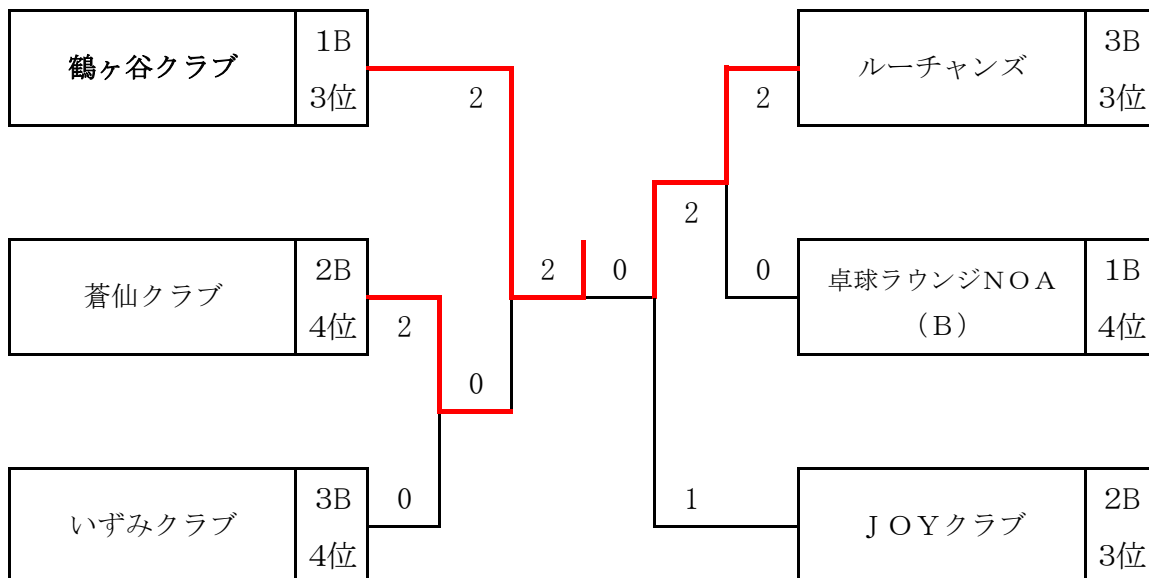 鶴ヶ谷クラブ
1B
3位
2
2
ルーチャンズ
3B
3位
2
蒼仙クラブ
2B
4位
2
2
0
0
卓球ラウンジNOA
（B）
1B
4位
0
いずみクラブ
3B
4位
0
1
JOYクラブ
2B
3位